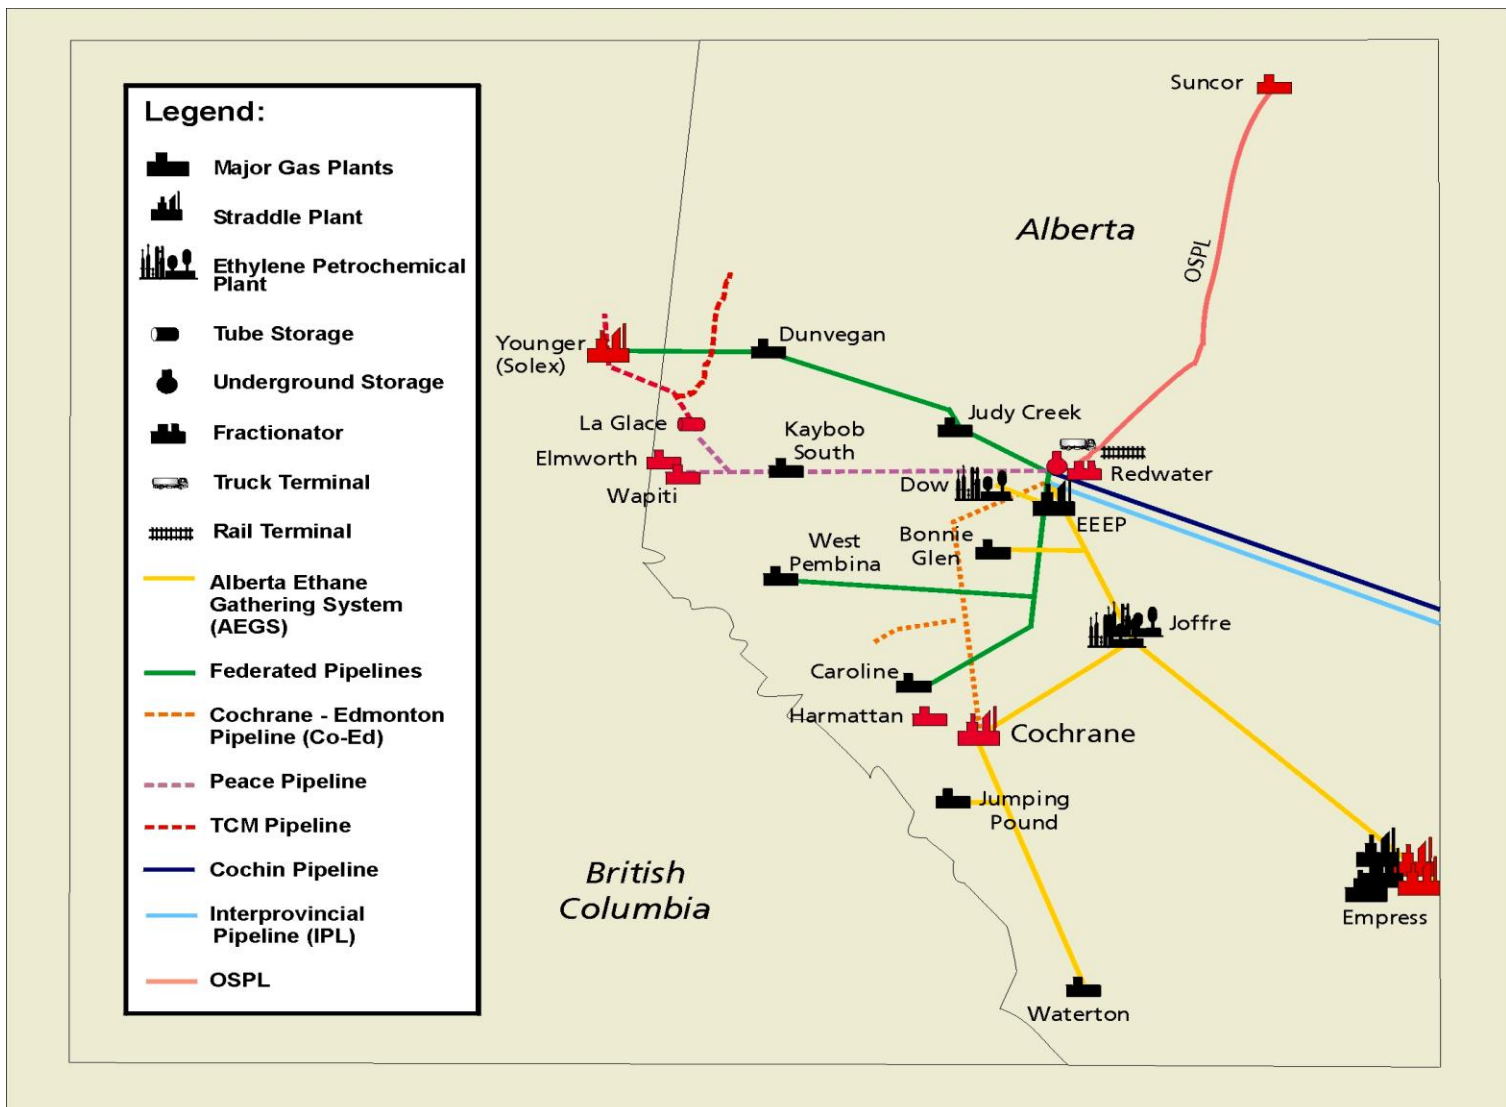 Legend:
Major Gas Plants
Straddle Plant
Ethylene Petrochemical
Plant
Tube Storage
Underground Storage
Fractionator
Truck Terminal
Rail Terminal
Alberta Ethane
Gathering System
(AEGS)
Federated Pipelines
Cochrane - Edmonton
Pipeline (Co-Ed)
Peace Pipeline
TCM Pipeline
Cochin Pipeline
Interprovincial
Pipeline (IPL)
OSPL
Suncor
Alberta
OSPL
Younger
(Solex)
Dunvegan
La Glace
Judy Creek
Kaybob
South
Elmworth
Wapiti
Redwater
Dow
EEEP
Bonnie
Glen
West
Pembina
Joffre
Caroline
Harmattan
Cochrane
Jumping
Pound
British
Columbia
Empress
Waterton